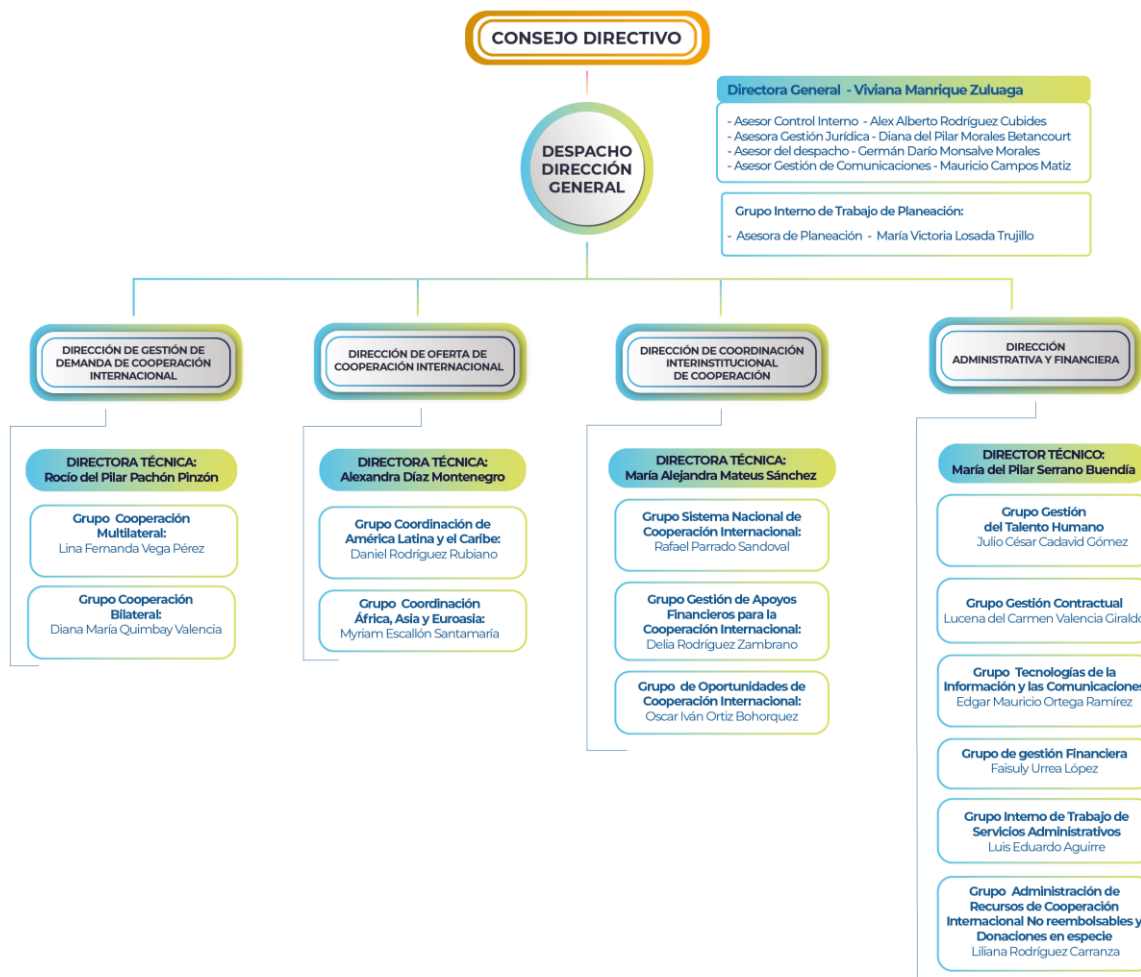 CONSEJO DIRECTIVO
DESPACHO
DIRECCIÓN
GENERAL
Directora General - Viviana Manrique Zuluaga
- Asesor Control Interno - Alex Alberto Rodríguez Cubides
- Asesora Gestión Jurídica - Diana del Pilar Morales Betancourt
- Asesor del despacho - Germán Darío Monsalve Morales
- Asesor Gestión de Comunicaciones - Mauricio Campos Matiz
Grupo Interno de Trabajo de Planeación:
- Asesora de Planeación - María Victoria Losada Trujillo
DIRECCIÓN DE GESTIÓN DE
DEMANDA DE COOPERACIÓN
INTERNACIONAL
DIRECTORA TÉCNICA:
Rocío del Pilar Pachón Pinzón
Grupo Cooperación
Multilateral:
Lina Fernanda Vega Pérez
Grupo Cooperación
Bilateral:
Diana María Quimbay Valencia
DIRECCIÓN DE OFERTA DE
COOPERACIÓN INTERNACIONAL
DIRECTORA TÉCNICA:
Alexandra Díaz Montenegro
Grupo Coordinación de
América Latina y el Caribe:
Daniel Rodríguez Rubiano
Grupo Coordinación
África, Asia y Euroasia:
Myriam Escallón Santamaría
DIRECCIÓN DE COORDINACIÓN
INTERINSTITUCIONAL
DE COOPERACIÓN
DIRECTORA TÉCNICA:
María Alejandra Mateus Sánchez
Grupo Sistema Nacional de
Cooperación Internacional:
Rafael Parrado Sandoval
Grupo Gestión de Apoyos
Financieros para la
Cooperación Internacional:
Delia Rodríguez Zambrano
Grupo de Oportunidades de
Cooperación Internacional:
Oscar Iván Ortiz Bohorquez
DIRECCIÓN
ADMINISTRATIVA Y FINANCIERA
DIRECTOR TÉCNICO:
María del Pilar Serrano Buendía
Grupo Gestión
del Talento Humano
Julio César Cadavid Gómez
Grupo Gestión Contractual
Lucena del Carmen Valencia Giraldo
Grupo Tecnologías de la
Información y las Comunicaciones
Edgar Mauricio Ortega Ramírez
Grupo de gestión Financiera
Faisuly Urrea López
Grupo Interno de Trabajo de
Servicios Administrativos
Luis Eduardo Aguirre
Grupo Administración de
Recursos de Cooperación
Internacional No reembolsables y
Donaciones en especie
Liliana Rodríguez Carranza